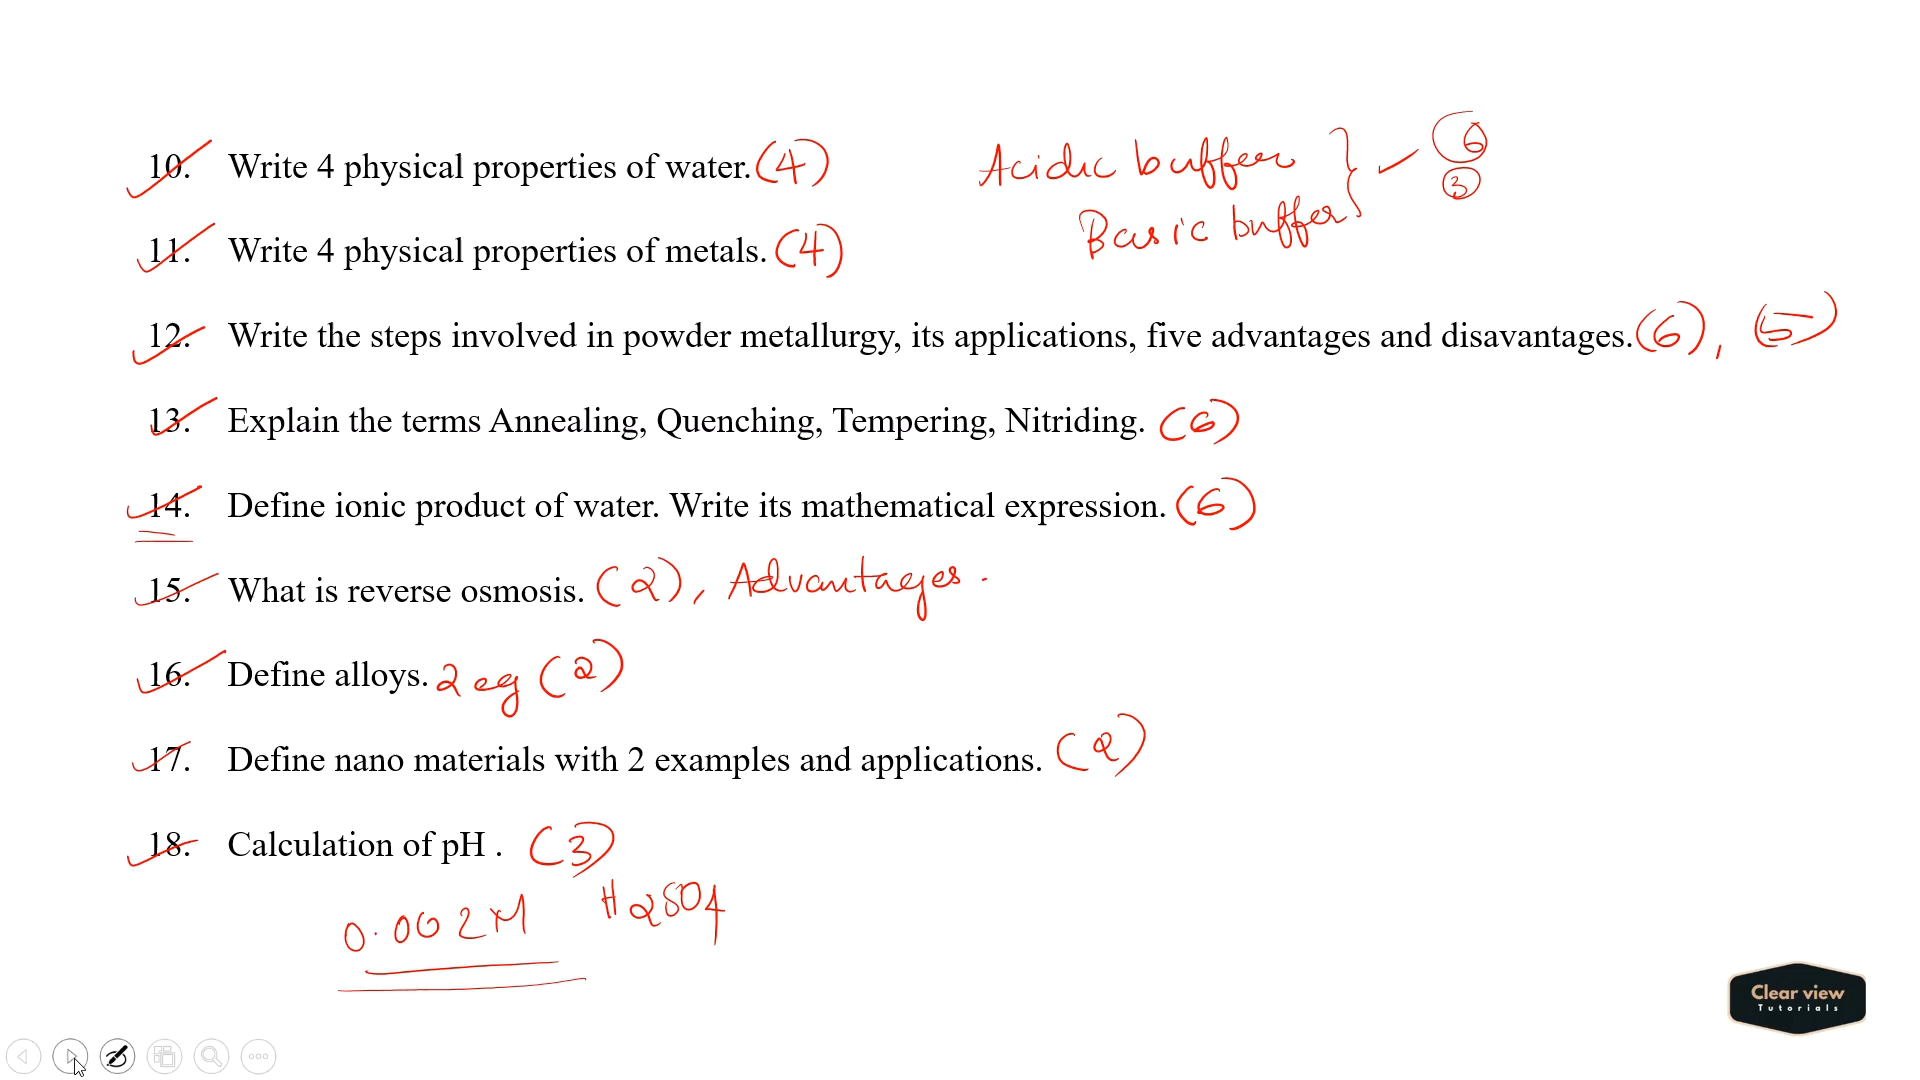 10. Write 4 physical properties of water. (4)
Acidic buffer } 6
Basic buffer 3
11. Write 4 physical properties of metals. (4)
12. Write the steps involved in powder metallurgy, its applications, five advantages and disavantages. (6), (5)
13. Explain the terms Annealing, Quenching, Tempering, Nitriding. (6)
14. Define ionic product of water. Write its mathematical expression. (6)
15. What is reverse osmosis. (2), Advantages.
16. Define alloys. 2 eg (2)
17. Define nano materials with 2 examples and applications. (2)
18. Calculation of pH . (3)
0.002 M H2SO4
Clear view
Tutorials